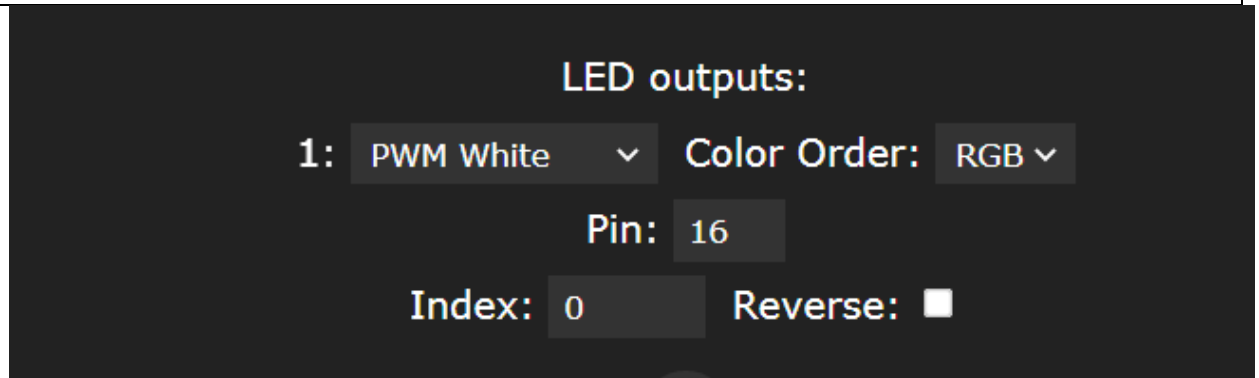 LED outputs:
1: PWM White Color Order: RGB
Pin: 16
Index: 0 Reverse: